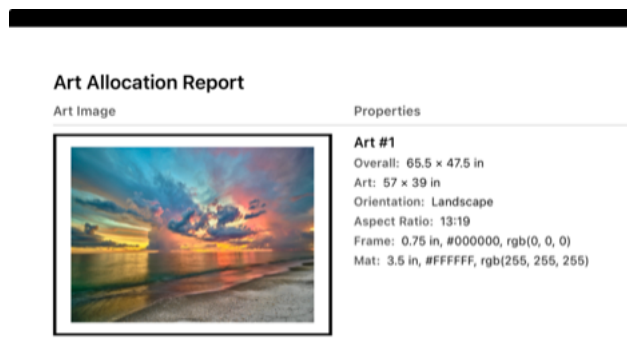 Art Allocation Report
Art Image
Properties
Art #1
Overall: 65.5 × 47.5 in
Art: 57 × 39 in
Orientation: Landscape
Aspect Ratio: 13:19
Frame: 0.75 in, #000000, rgb(0, 0, 0)
Mat: 3.5 in, #FFFFFF, rgb(255, 255, 255)